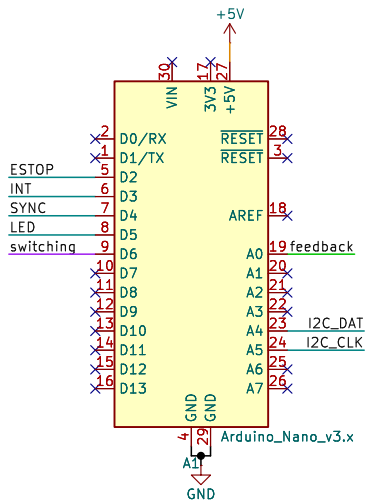 +5V
30 17 27
VIN 3V3 +5V
2 D0/RX RESET 28
1 D1/TX RESET 3
ESTOP 5 D2
INT 6 D3
SYNC 7 D4 AREF 18
LED 8 D5
switching 9 D6 A0 19 feedback
10 D7 A1 20
11 D8 A2 21
12 D9 A3 22
13 D10 A4 23 I2C_DAT
14 D11 A5 24 I2C_CLK
15 D12 A6 25
16 D13 A7 26
GND GND
4 29 Arduino_Nano_v3.x
A1
GND